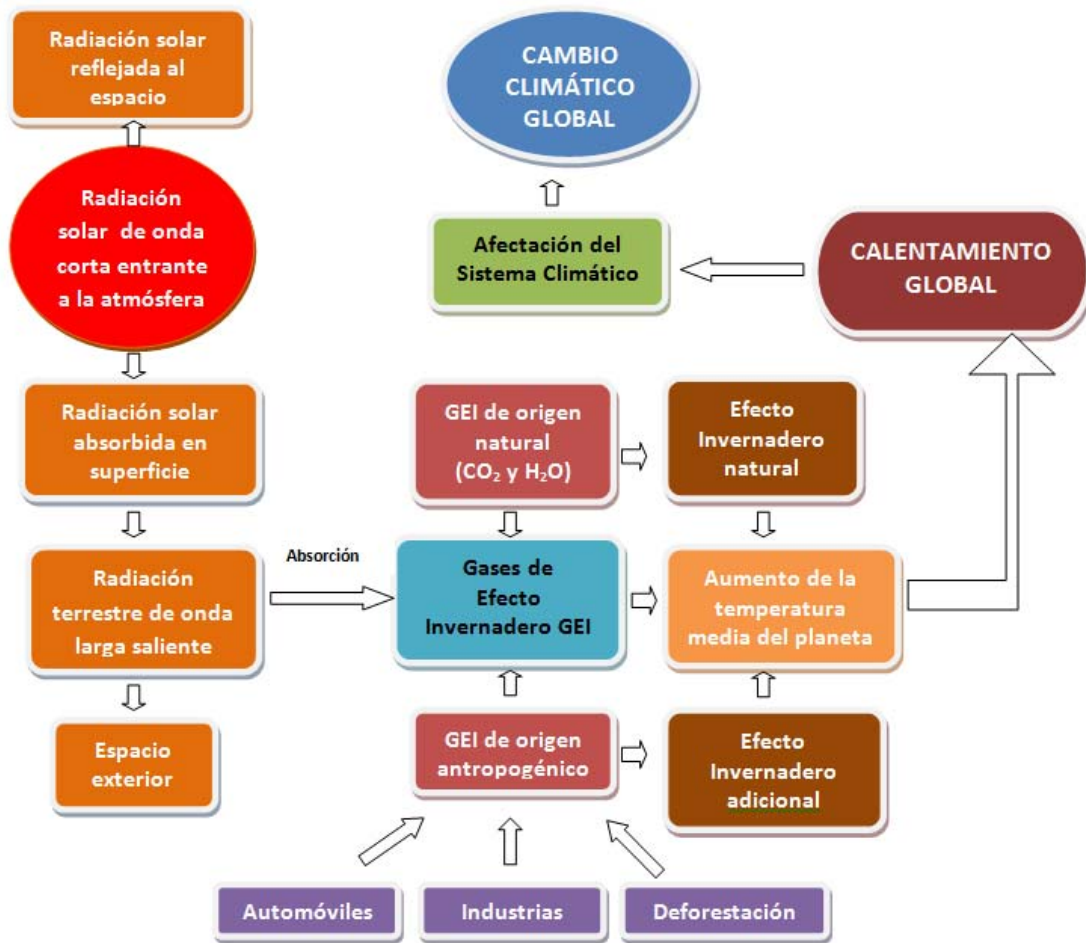 Radiación solar
reflejada al
espacio
CAMBIO
CLIMÁTICO
GLOBAL
Radiación
solar de onda
corta entrante
a la atmósfera
Afectación del
Sistema Climático
CALENTAMIENTO
GLOBAL
Radiación solar
absorbida en
superficie
GEI de origen
natural
(CO₂ y H₂O)
Efecto
Invernadero
natural
Radiación
terrestre de onda
larga saliente
Absorción
Gases de
Efecto
Invernadero GEI
Aumento de la
temperatura
media del planeta
Espacio
exterior
GEI de origen
antropogénico
Efecto
Invernadero
adicional
Automóviles
Industrias
Deforestación